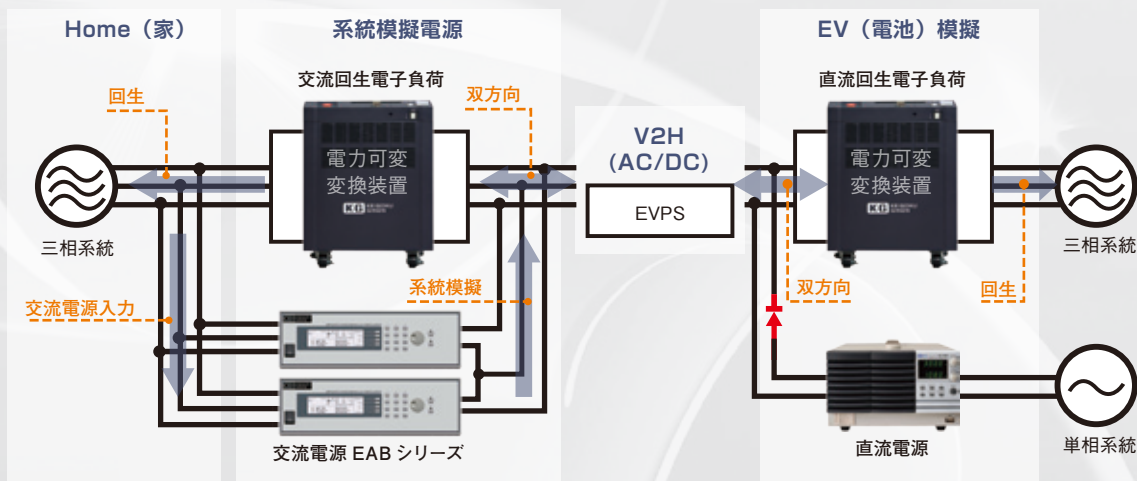 Home（家）
系統模擬電源
EV（電池）模擬
交流回生電子負荷
直流回生電子負荷
回生
双方向
V2H
（AC/DC）
電力可変
変換装置
電力可変
変換装置
EVPS
KG
KG
三相系統
三相系統
系統模擬
双方向
回生
交流電源入力
交流電源 EAB シリーズ
直流電源
単相系統